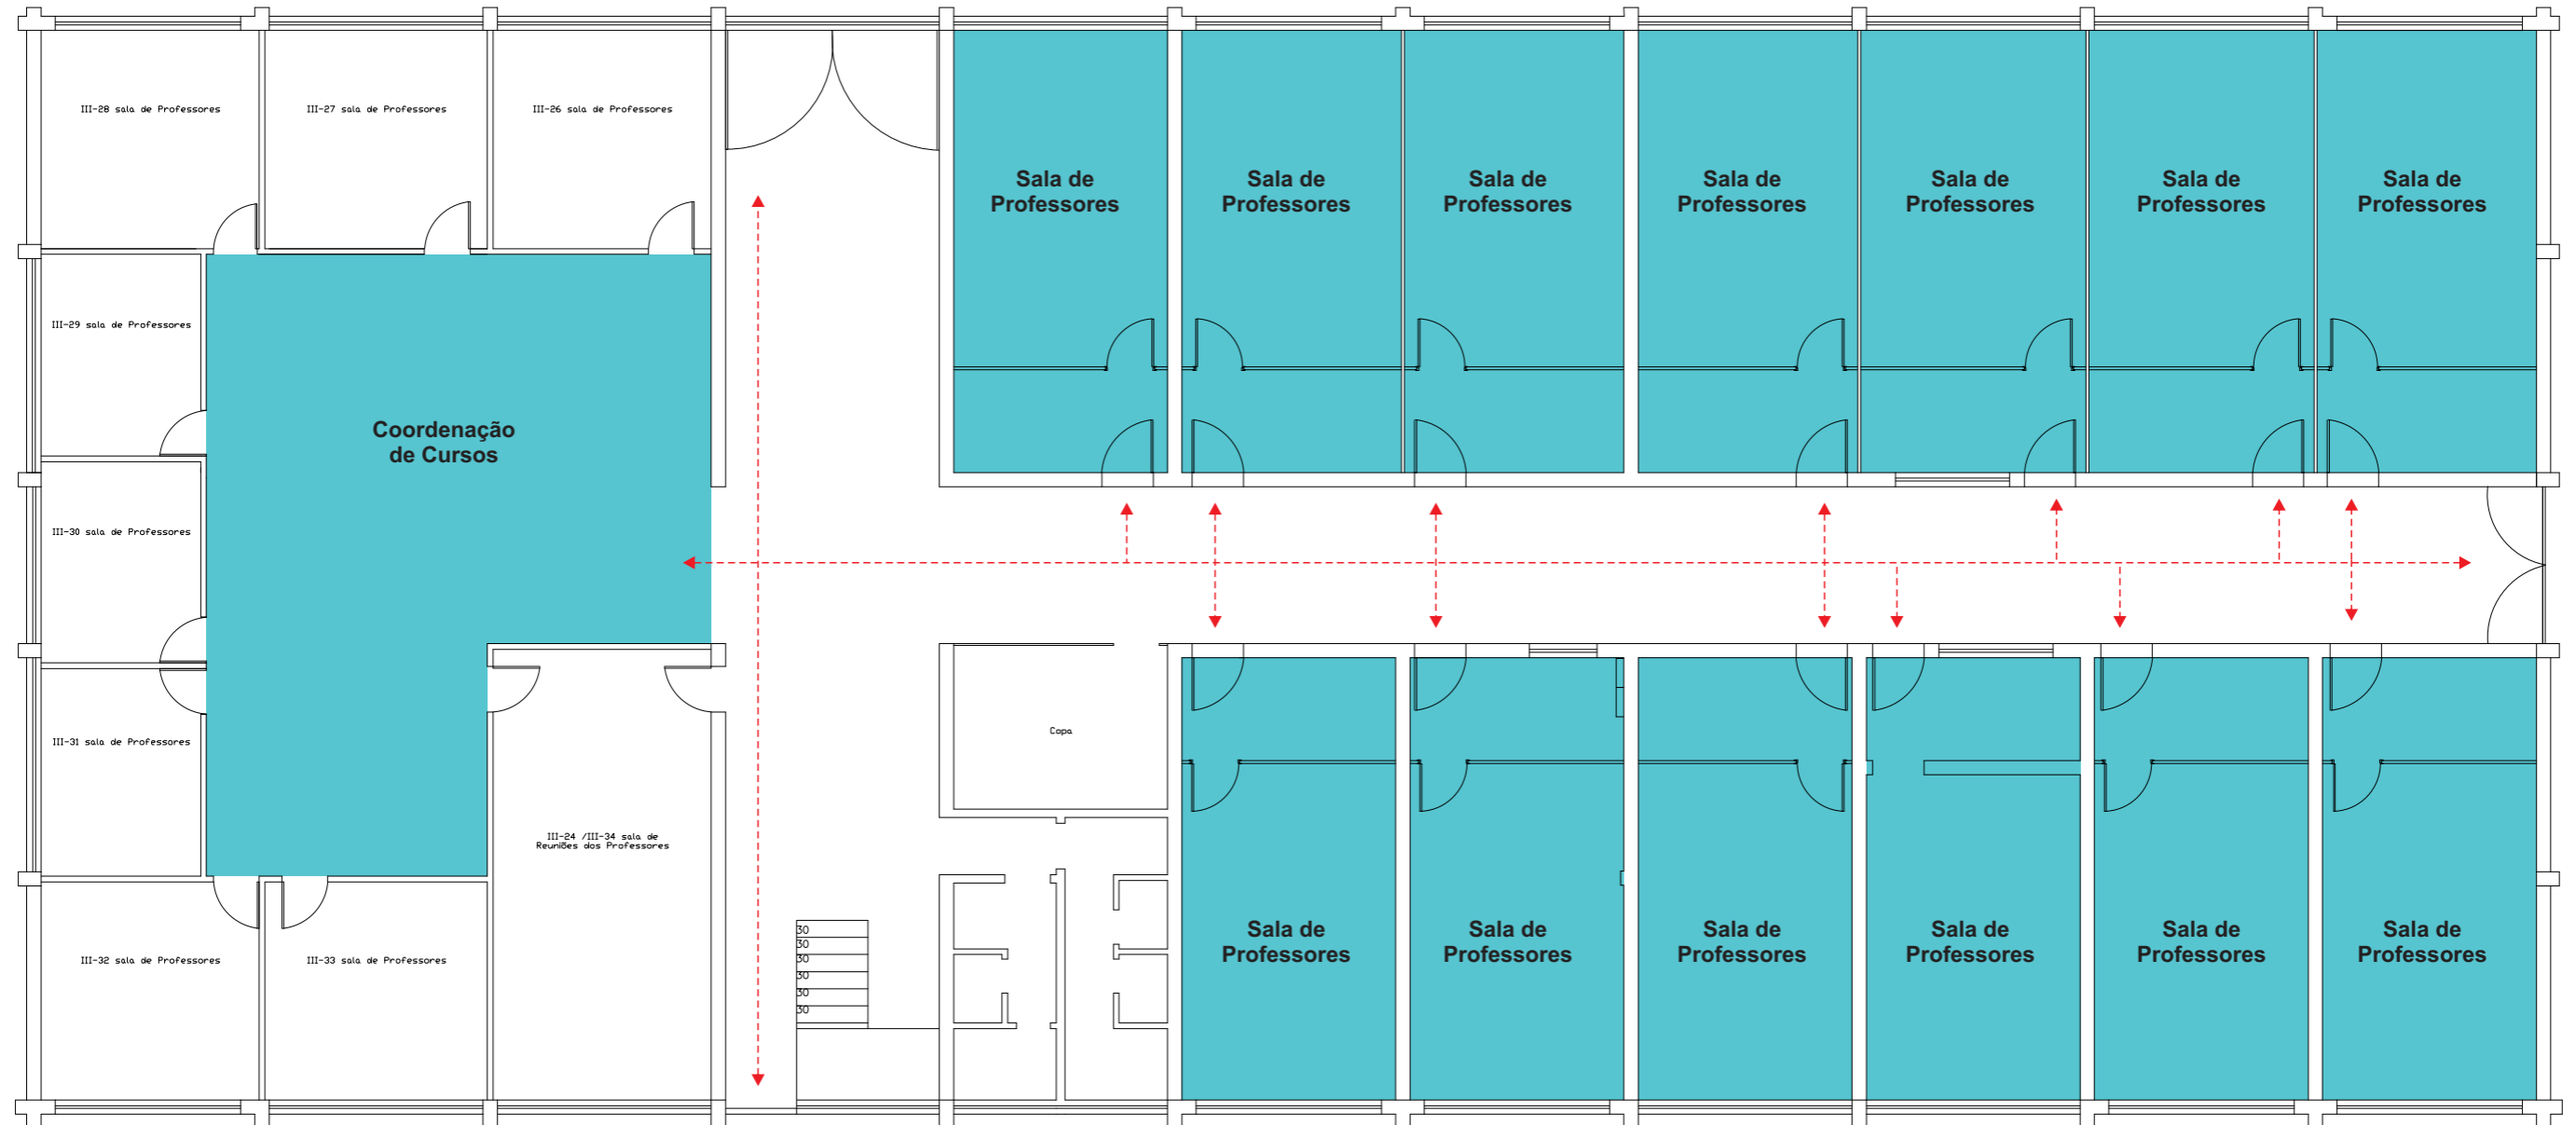 III-28 sala de Professores
III-27 sala de Professores
III-26 sala de Professores
Sala de
Professores
Sala de
Professores
Sala de
Professores
Sala de
Professores
Sala de
Professores
Sala de
Professores
Sala de
Professores
III-29 sala de Professores
Coordenação
de Cursos
III-30 sala de Professores
III-31 sala de Professores
Copa
III-24 /III-34 sala de
Reuniões dos Professores
III-32 sala de Professores
III-33 sala de Professores
30
30
30
30
30
30
Sala de
Professores
Sala de
Professores
Sala de
Professores
Sala de
Professores
Sala de
Professores
Sala de
Professores